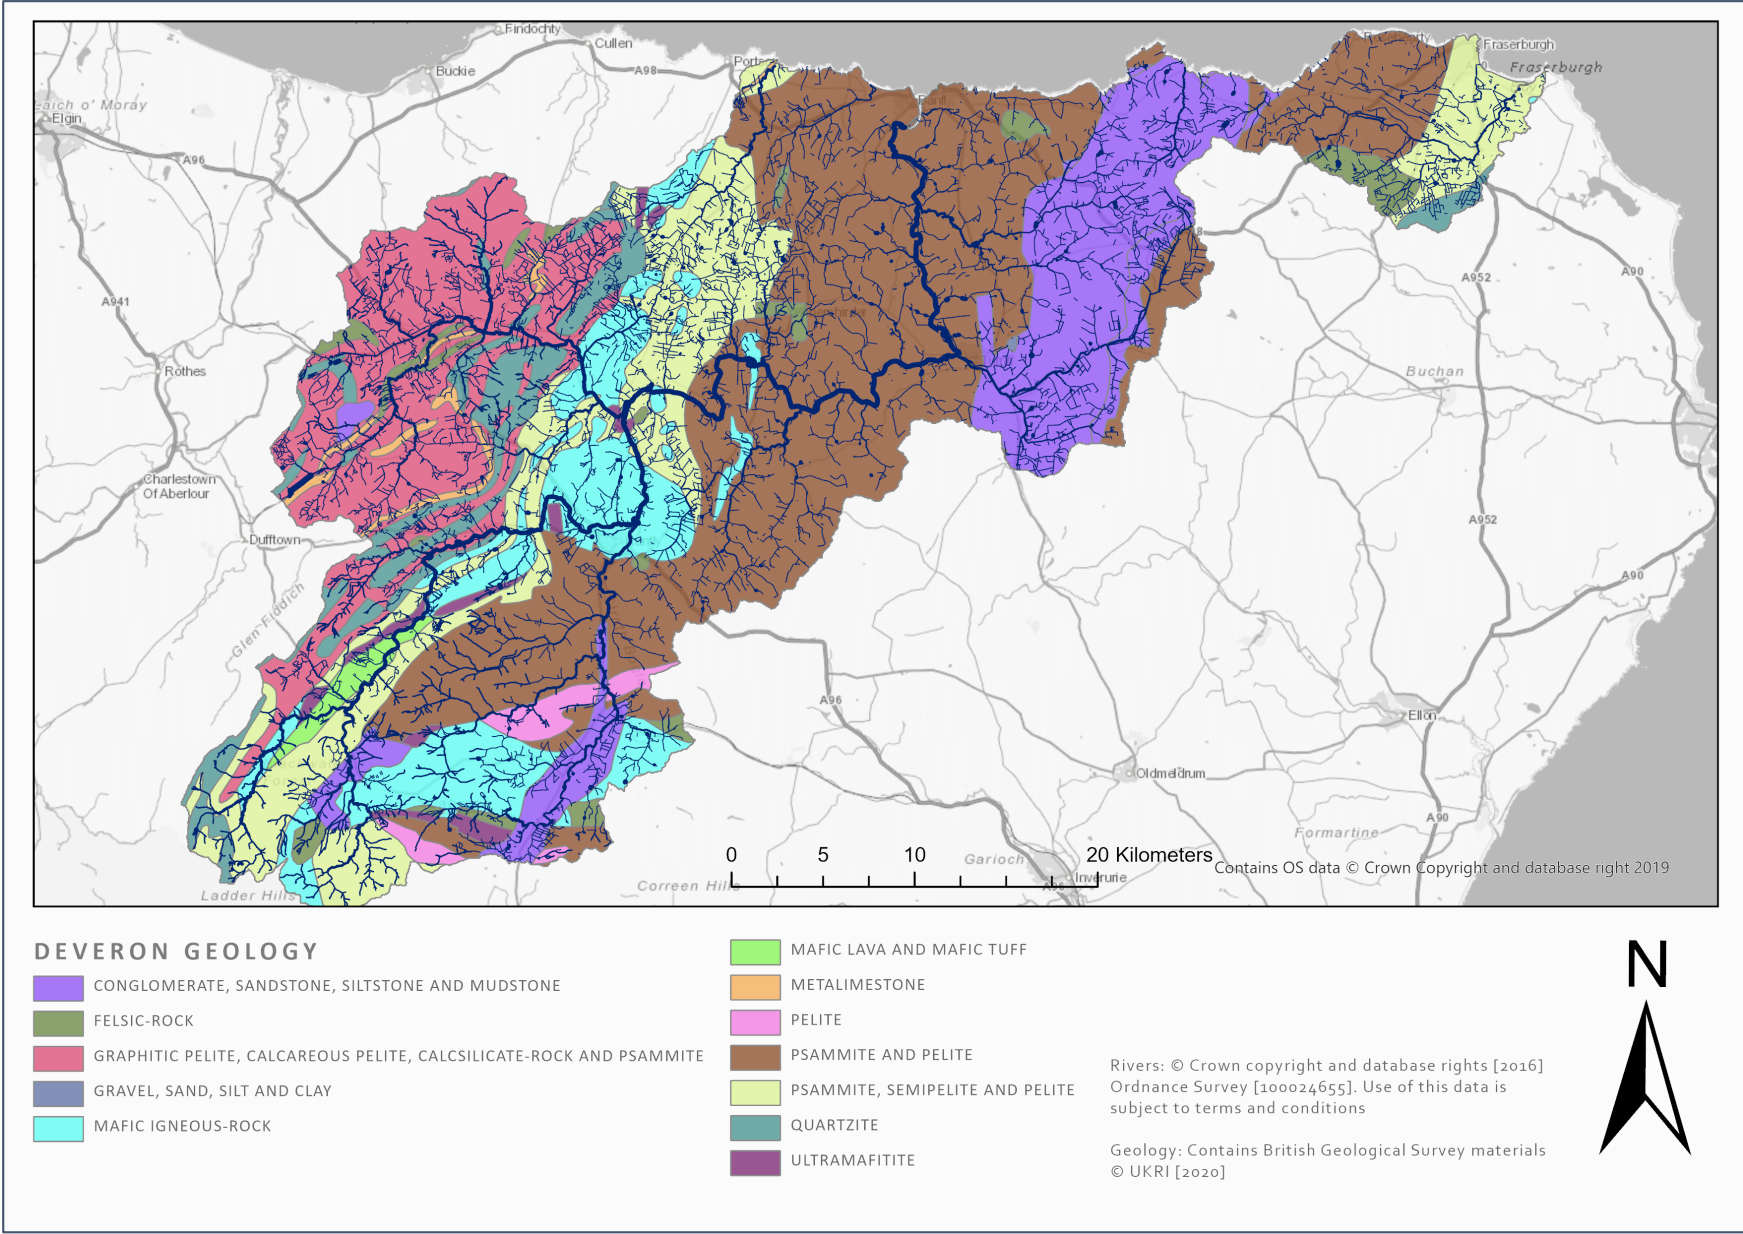 Findochty
Cullen
Fraserburgh
Buckie
A98
Fraserburgh
Laich o' Moray
Elgin
A96
A952
A90
A941
Rothes
Buchan
Charlestown
Of Aberlour
A952
Dufftown
A90
Glen Fiddich
A96
Ellon
Oldmeldrum
A90
Formartine
0 5 10 20 Kilometers
Garioch
Contains OS data © Crown Copyright and database right 2019
Inverurie
Correen Hills
A96
Ladder Hills
DEVERON GEOLOGY
CONGLOMERATE, SANDSTONE, SILTSTONE AND MUDSTONE
FELSIC-ROCK
GRAPHITIC PELITE, CALCAREOUS PELITE, CALCSILICATE-ROCK AND PSAMMITE
GRAVEL, SAND, SILT AND CLAY
MAFIC IGNEOUS-ROCK
MAFIC LAVA AND MAFIC TUFF
METALIMESTONE
PELITE
PSAMMITE AND PELITE
PSAMMITE, SEMIPELITE AND PELITE
QUARTZITE
ULTRAMAFITITE
Rivers: © Crown copyright and database rights [2016]
Ordnance Survey [100024655]. Use of this data is
subject to terms and conditions
Geology: Contains British Geological Survey materials
© UKRI [2020]
N